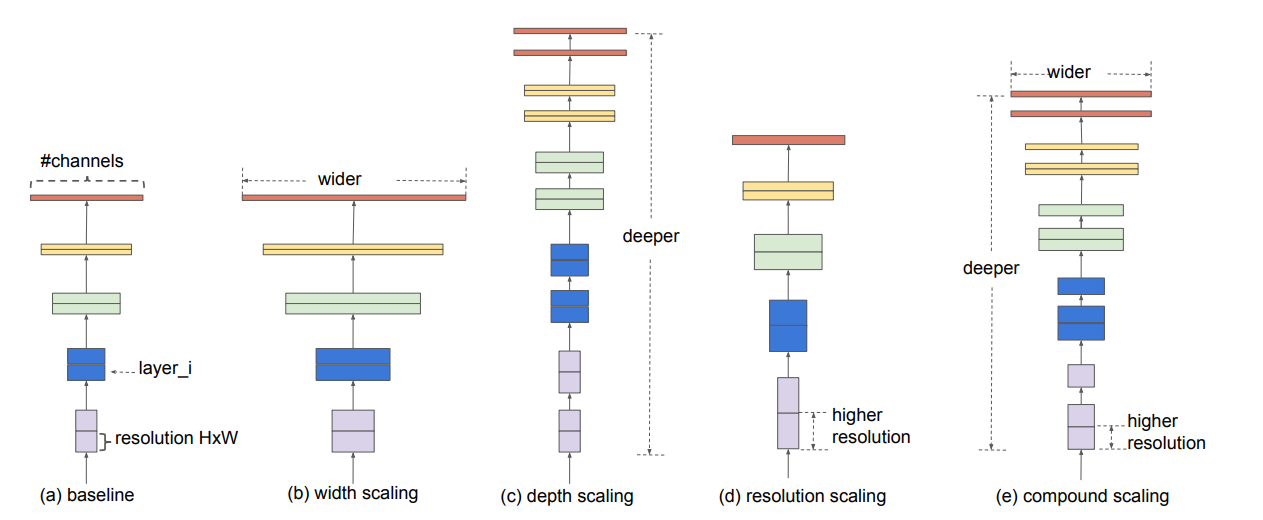 #channels
layer_i
resolution HxW
(a) baseline
wider
(b) width scaling
deeper
(c) depth scaling
higher
resolution
(d) resolution scaling
wider
deeper
higher
resolution
(e) compound scaling